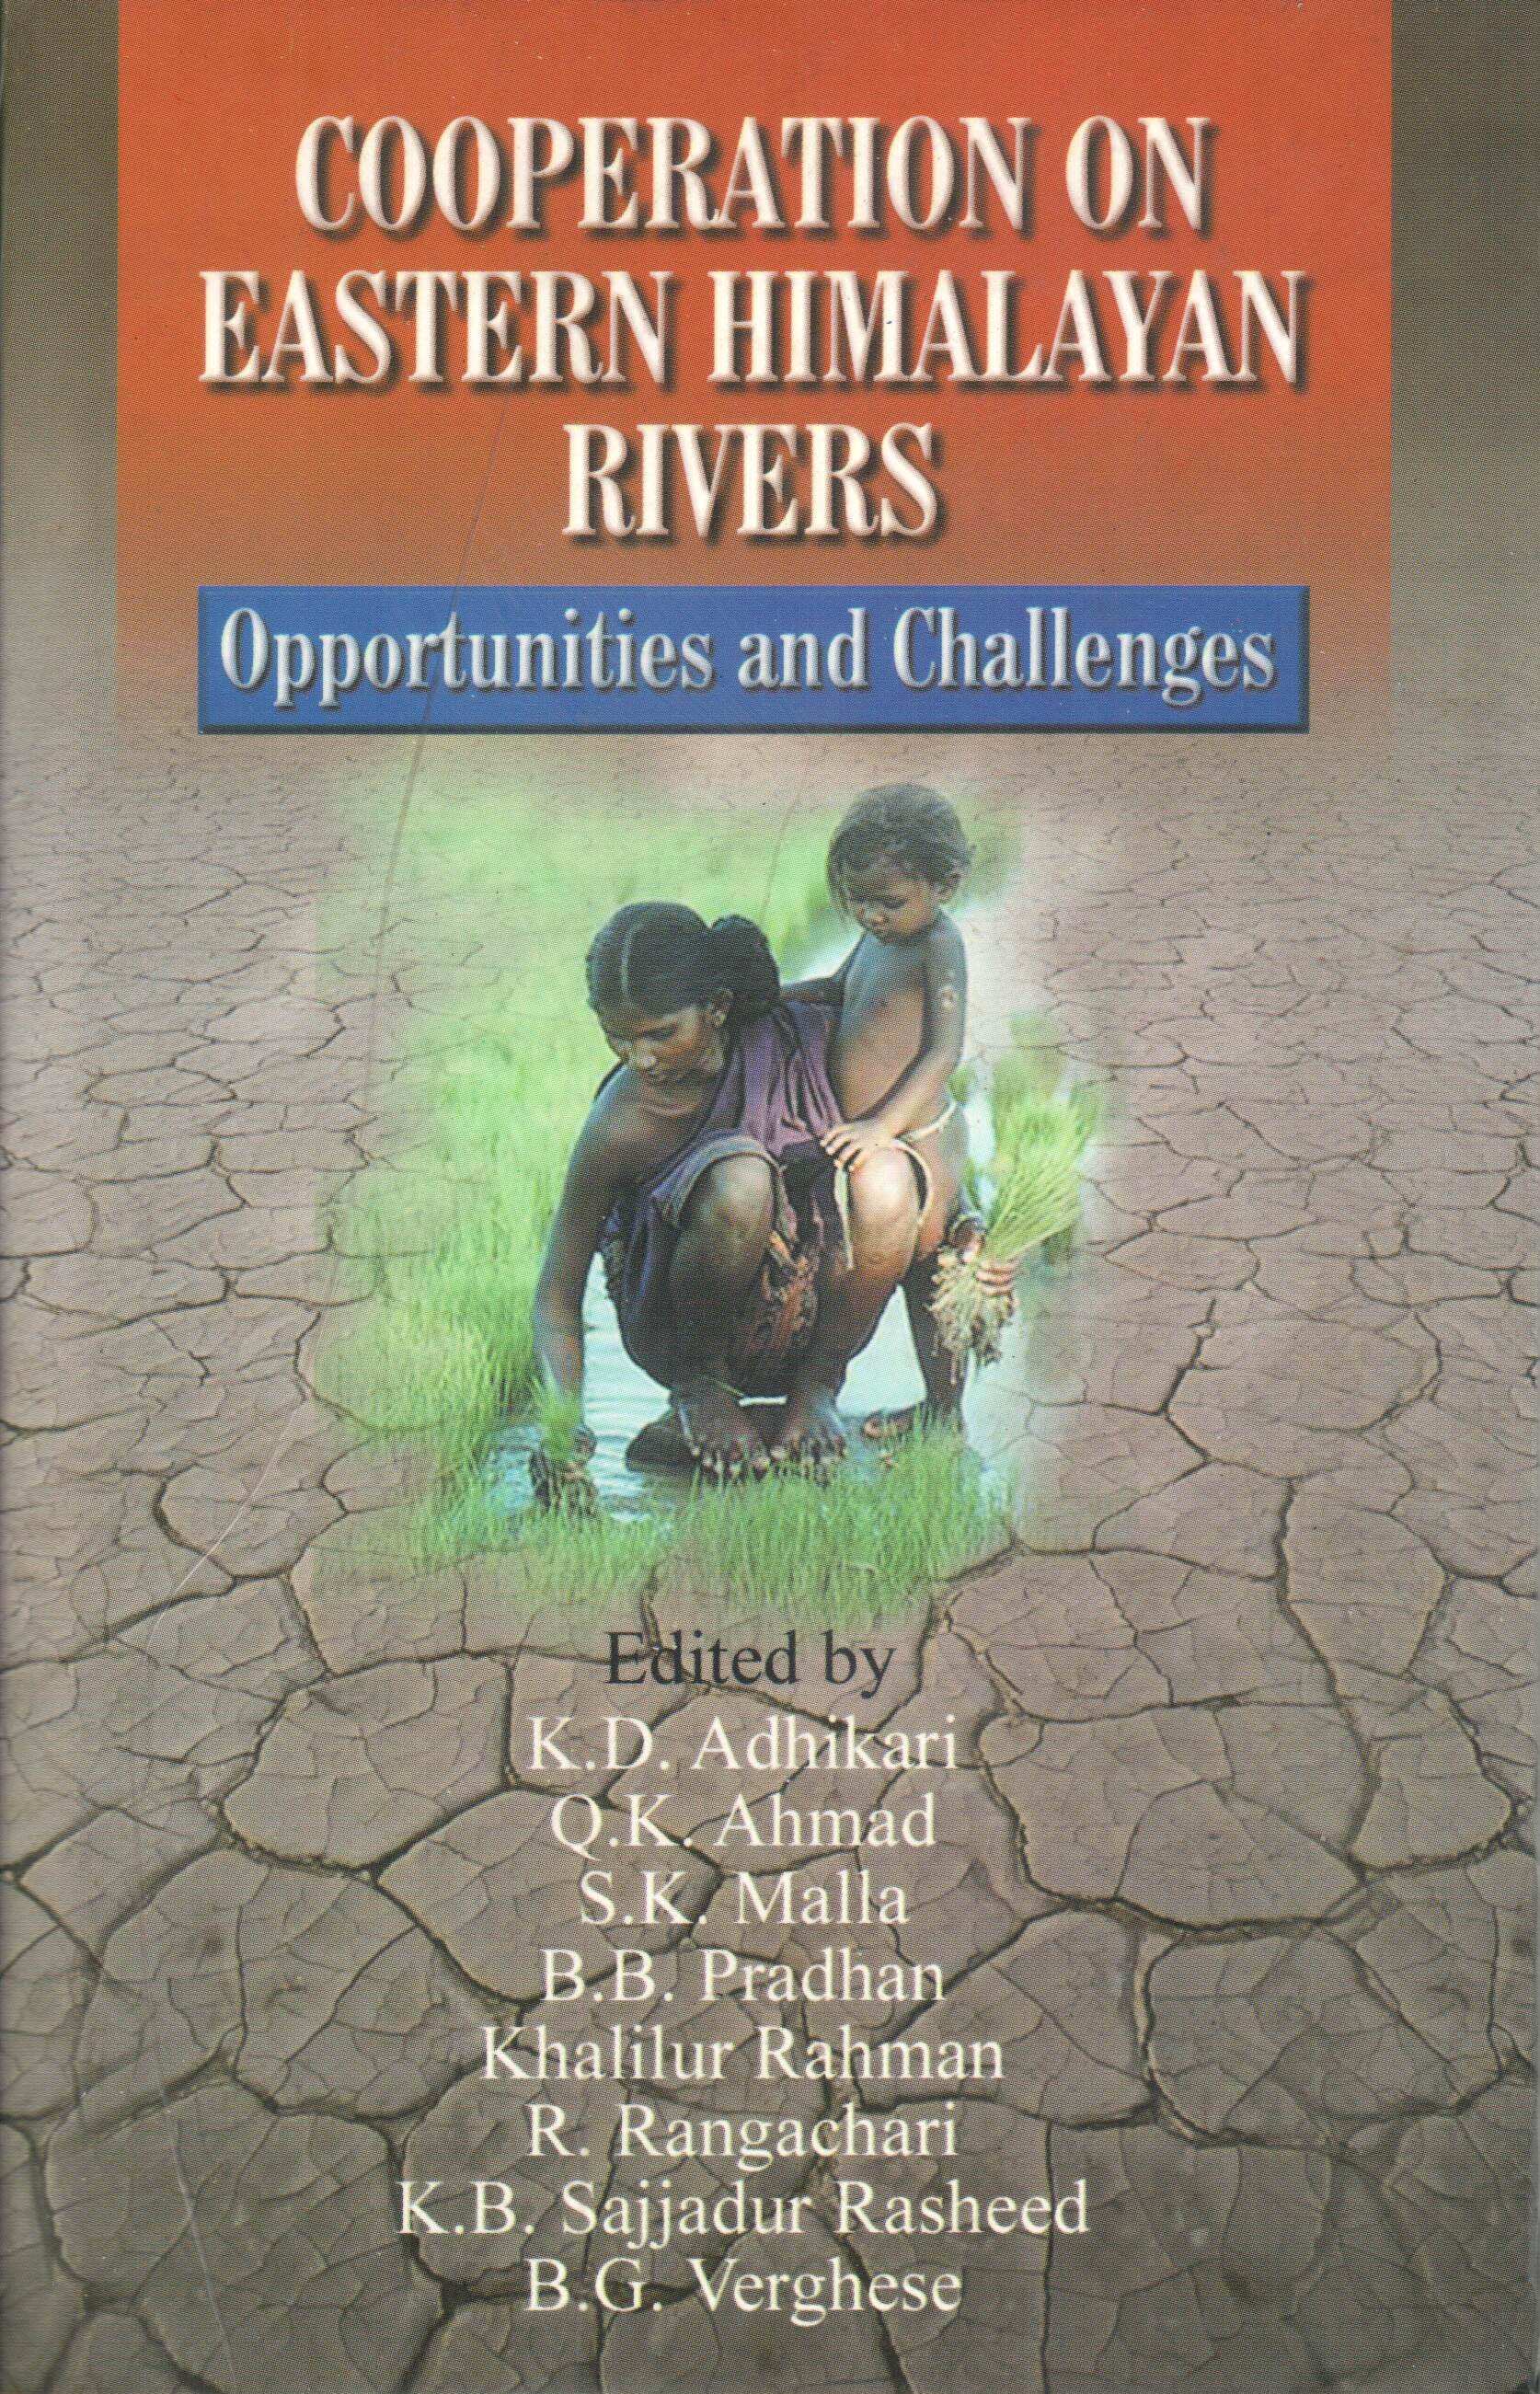 COOPERATION ON
EASTERN HIMALAYAN
RIVERS
Opportunities and Challenges
Edited by
K.D. Adhikari
Q.K. Ahmad
S.K. Malla
B.B. Pradhan
Khalilur Rahman
R. Rangachari
K.B. Sajjadur Rasheed
B.G. Verghese